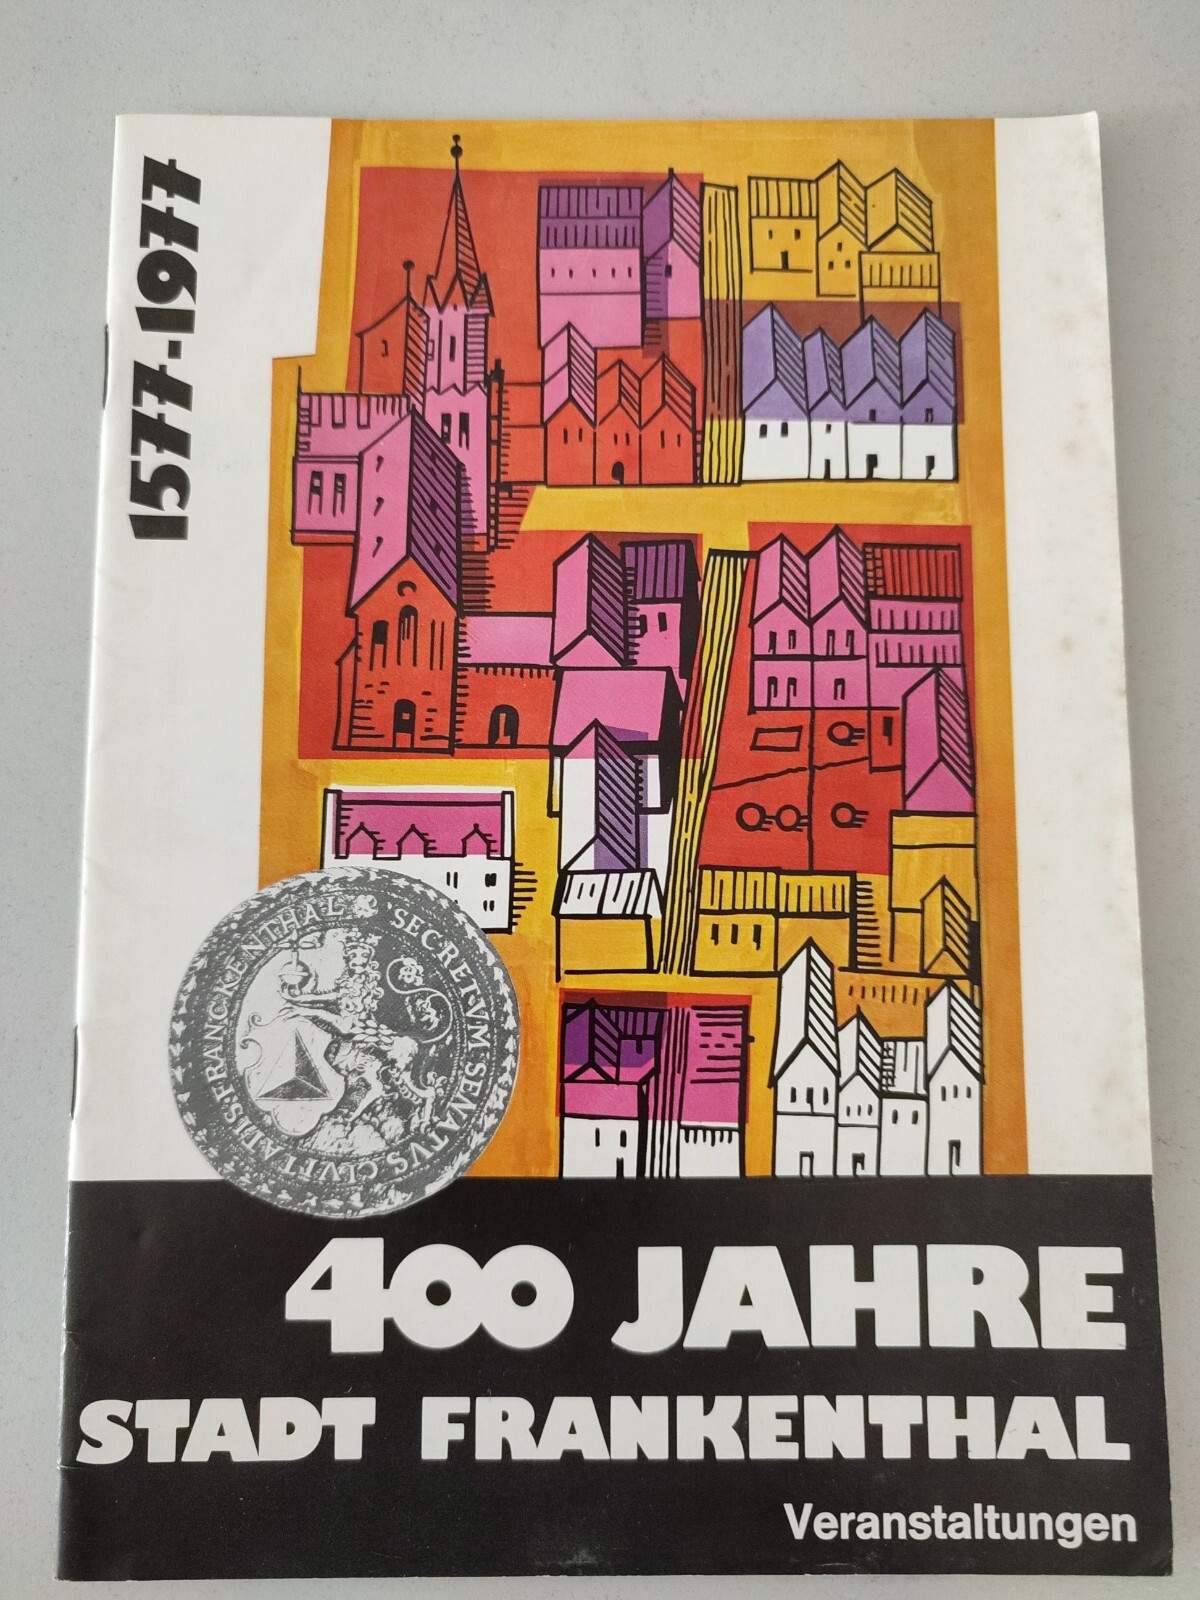 1577-1977
SECRETVM·SENATVS·CIVITATIS·FRANCKENTHAL
400 JAHRE
STADT FRANKENTHAL
Veranstaltungen